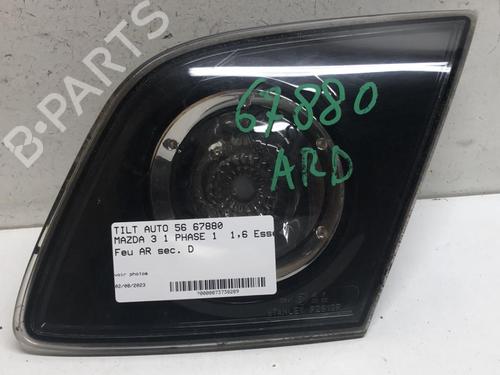 B-PARTS
67880
ARD
TILT AUTO 56 67880
MAZDA 3 1 PHASE 1 1,6 Esse
Feu AR sec. D
voir photos
02/08/2023
STANLEY